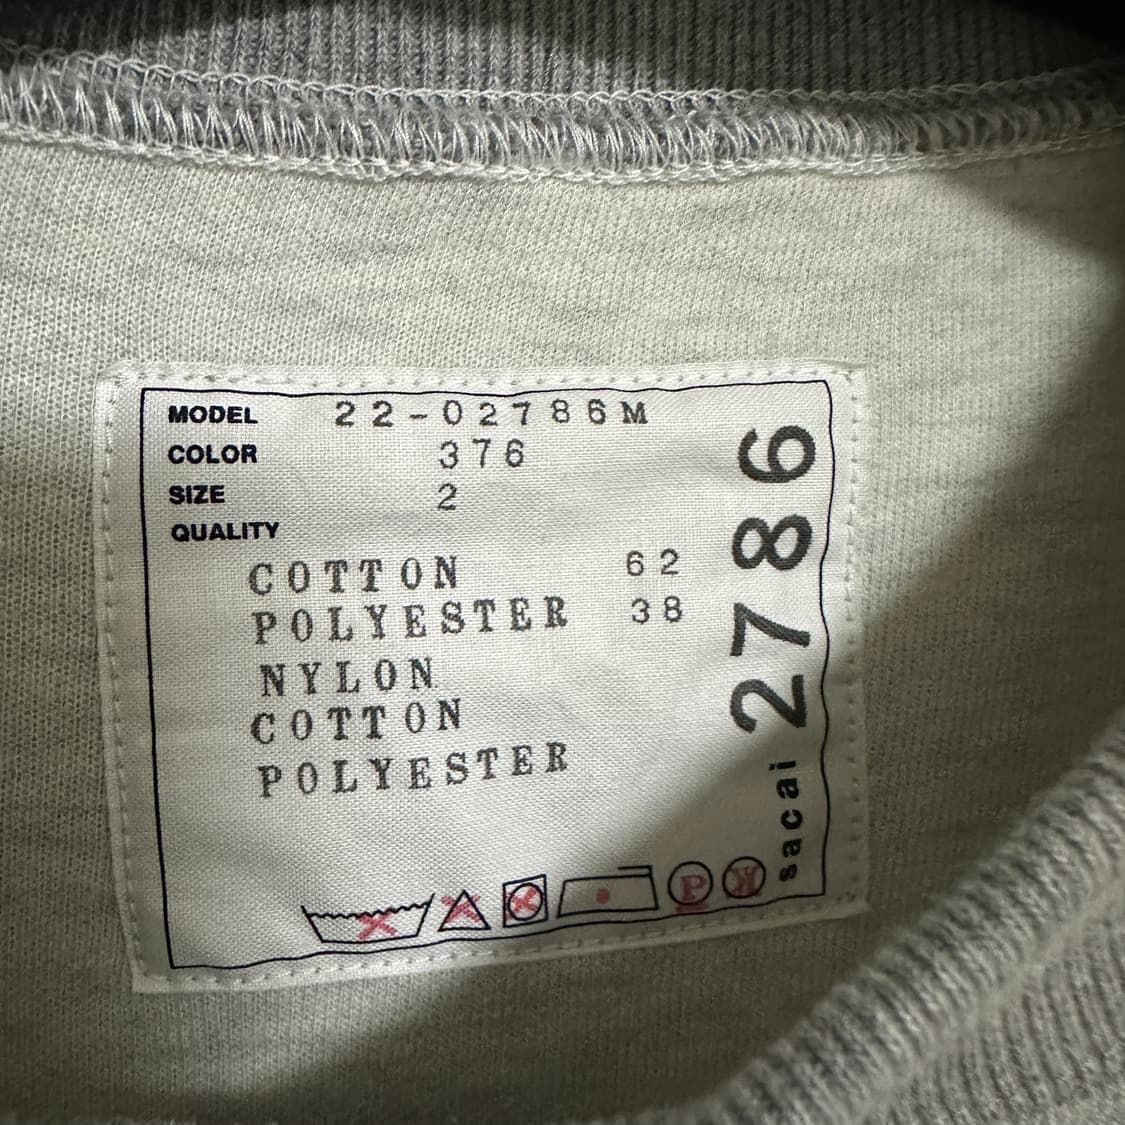 MODEL 22-02786M
COLOR 376
SIZE 2
QUALITY
COTTON 62
POLYESTER 38
NYLON
COTTON
POLYESTER
sacai 2786
P
W